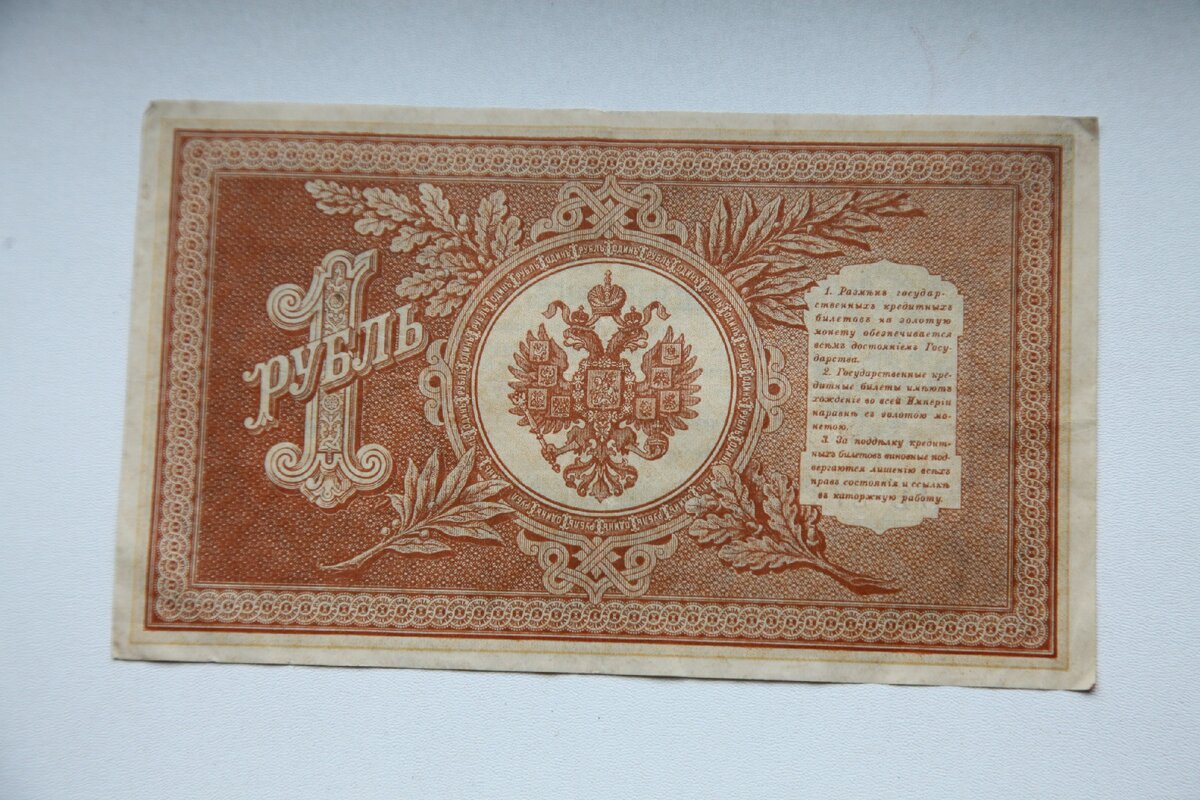 1
РУБЛЬ
1. Размѣнъ государ-
ственныхъ кредитныхъ
билетовъ на золотую
монету обезпечивается
всѣмъ достояніемъ Госу-
дарства.
2. Государственные кре-
дитные билеты имѣютъ
хожденіе во всей Имперіи
наравнѣ съ золотою мо-
нетою.
3. За поддѣлку кредит-
ныхъ билетовъ виновные под-
вергаются лишенію всѣхъ
правъ состоянія и ссылкѣ
въ каторжную работу.